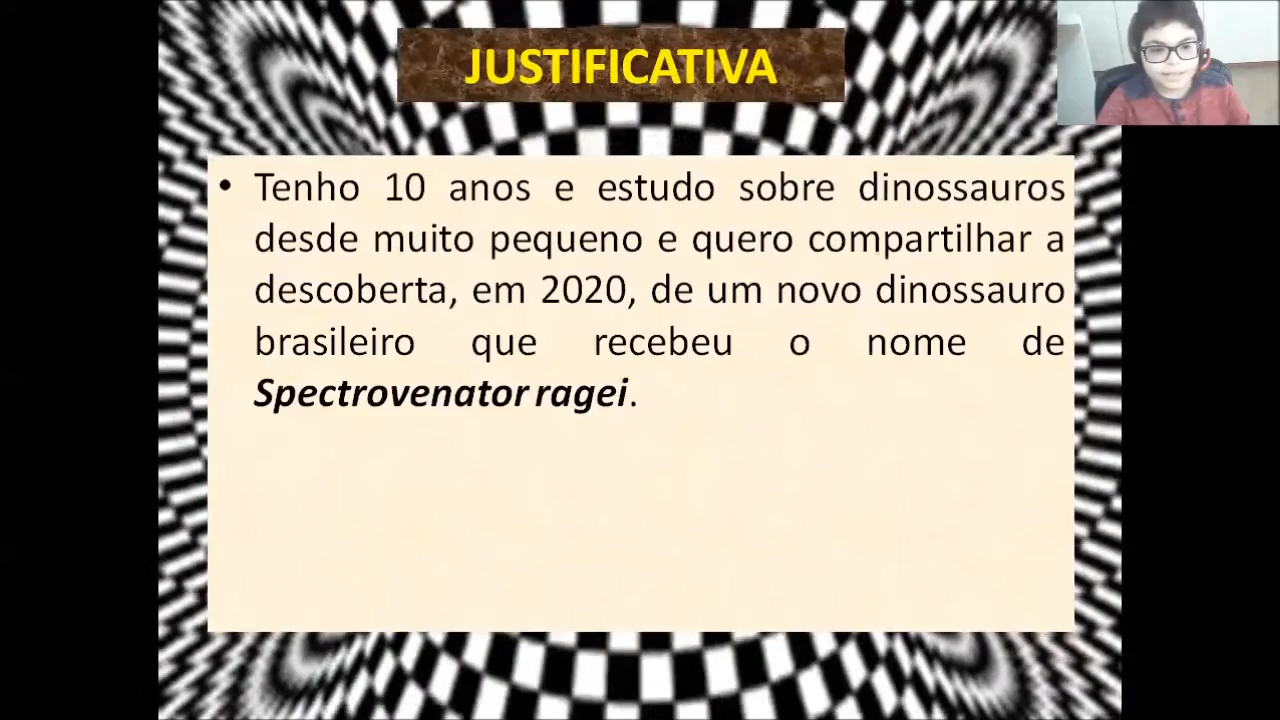 JUSTIFICATIVA
• Tenho 10 anos e estudo sobre dinossauros
desde muito pequeno e quero compartilhar a
descoberta, em 2020, de um novo dinossauro
brasileiro que recebeu o nome de
Spectrovenator ragei.